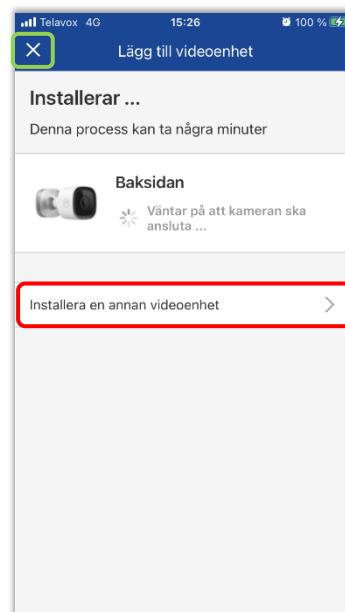 Telavox 4G 15:26 100 %
Lägg till videoenhet
Installerar ...
Denna process kan ta några minuter
Baksidan
Väntar på att kameran ska
ansluta ...
Installera en annan videoenhet